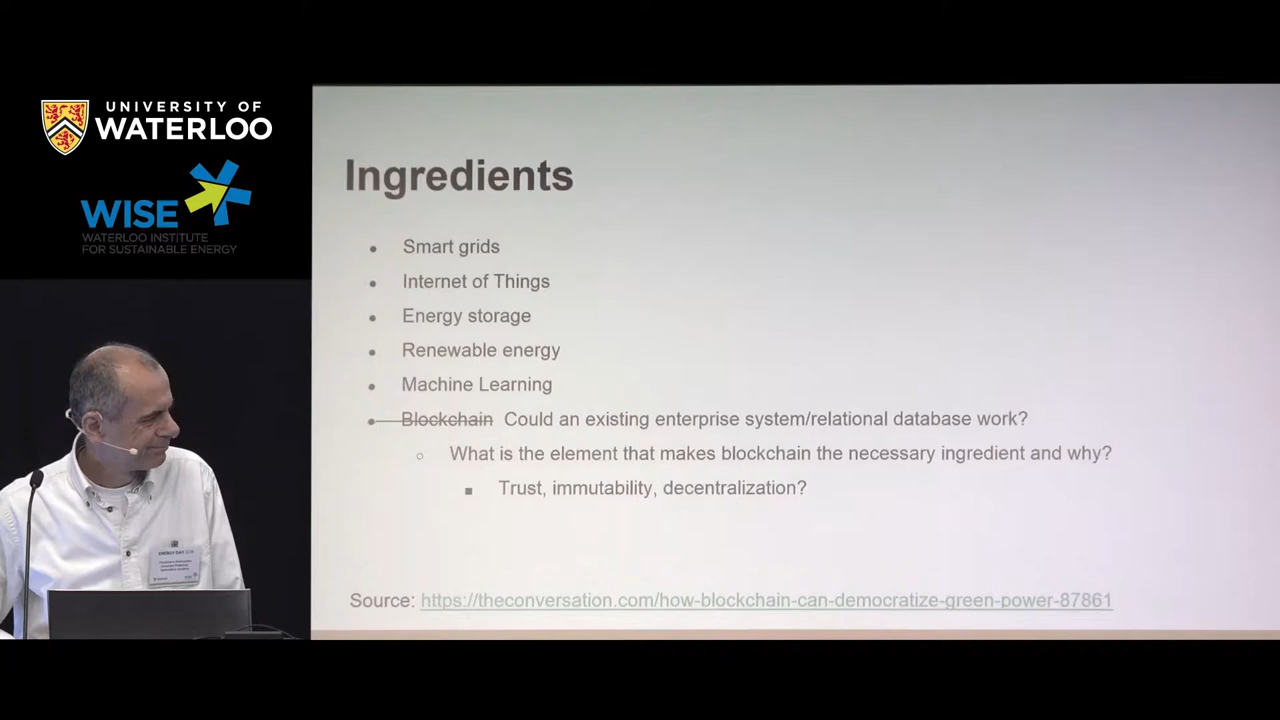 UNIVERSITY OF
WATERLOO
WISE
WATERLOO INSTITUTE
FOR SUSTAINABLE ENERGY
Ingredients
Smart grids
Internet of Things
Energy storage
Renewable energy
Machine Learning
Blockchain Could an existing enterprise system/relational database work?
What is the element that makes blockchain the necessary ingredient and why?
Trust, immutability, decentralization?
Source: https://theconversation.com/how-blockchain-can-democratize-green-power-87861
ENERGY DAY